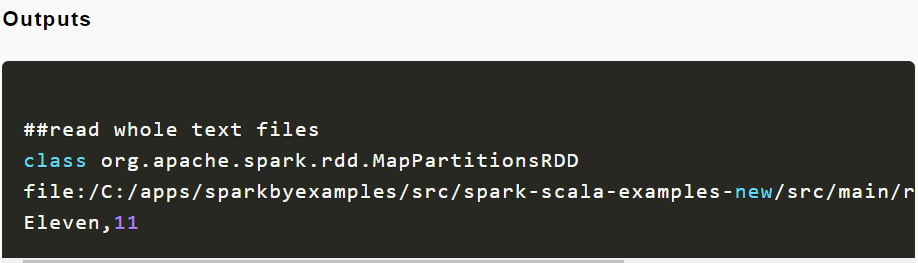 Outputs
##read whole text files
class org.apache.spark.rdd.MapPartitionsRDD
file:/C:/apps/sparkbyexamples/src/spark-scala-examples-new/src/main/r
Eleven,11